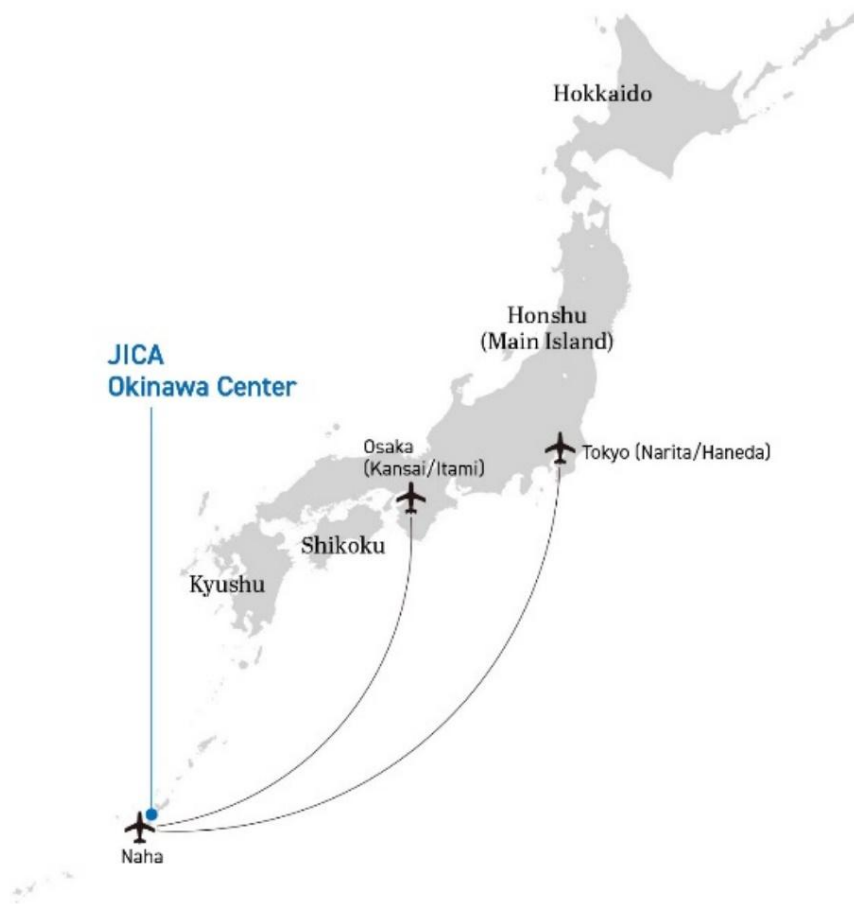 Hokkaido
Honshu
(Main Island)
JICA
Okinawa Center
Osaka
(Kansai/Itami)
Tokyo (Narita/Haneda)
Shikoku
Kyushu
Naha